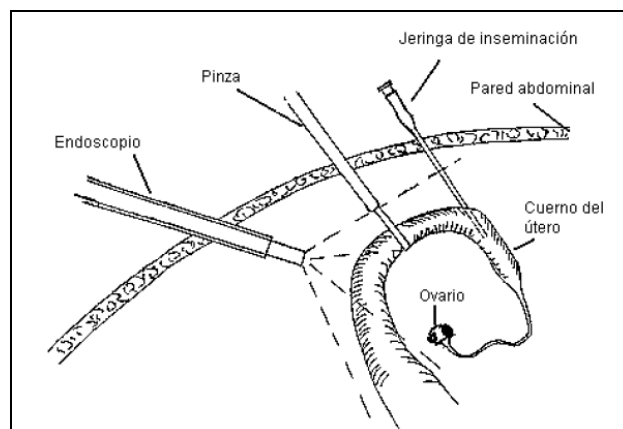 Jeringa de inseminación
Pinza
Pared abdominal
Endoscopio
Cuerno del
útero
Ovario